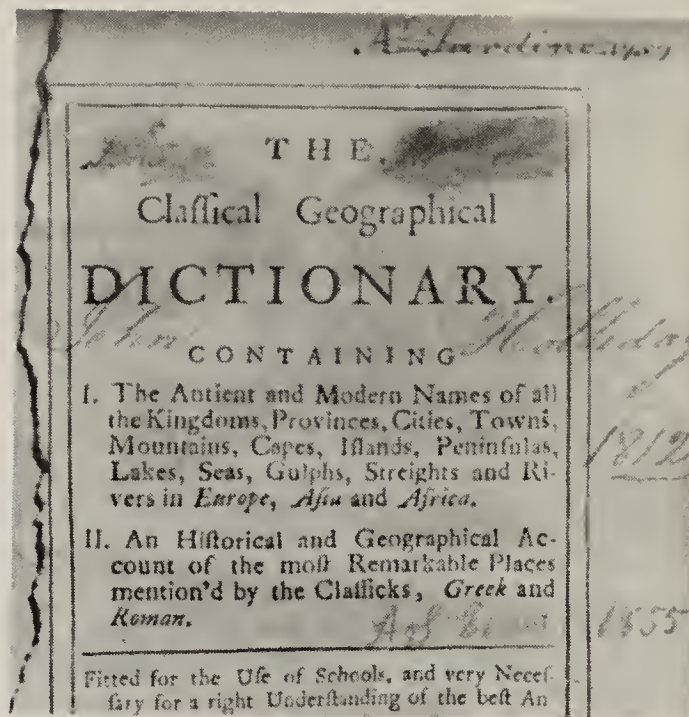 THE
Claſſical Geographical
DICTIONARY.
John Holliday
CONTAINING
I. The Antient and Modern Names of all
the Kingdoms, Provinces, Cities, Towns,
Mountains, Capes, Iſlands, Peninſulas,
Lakes, Seas, Gulphs, Streights and Ri-
vers in Europe, Aſia and Africa.
1812
II. An Hiſtorical and Geographical Ac-
count of the moſt Remarkable Places
mention'd by the Claſſicks, Greek and
Roman.
1855
Fitted for the Uſe of Schools, and very Neceſ-
ſary for a right Underſtanding of the beſt An